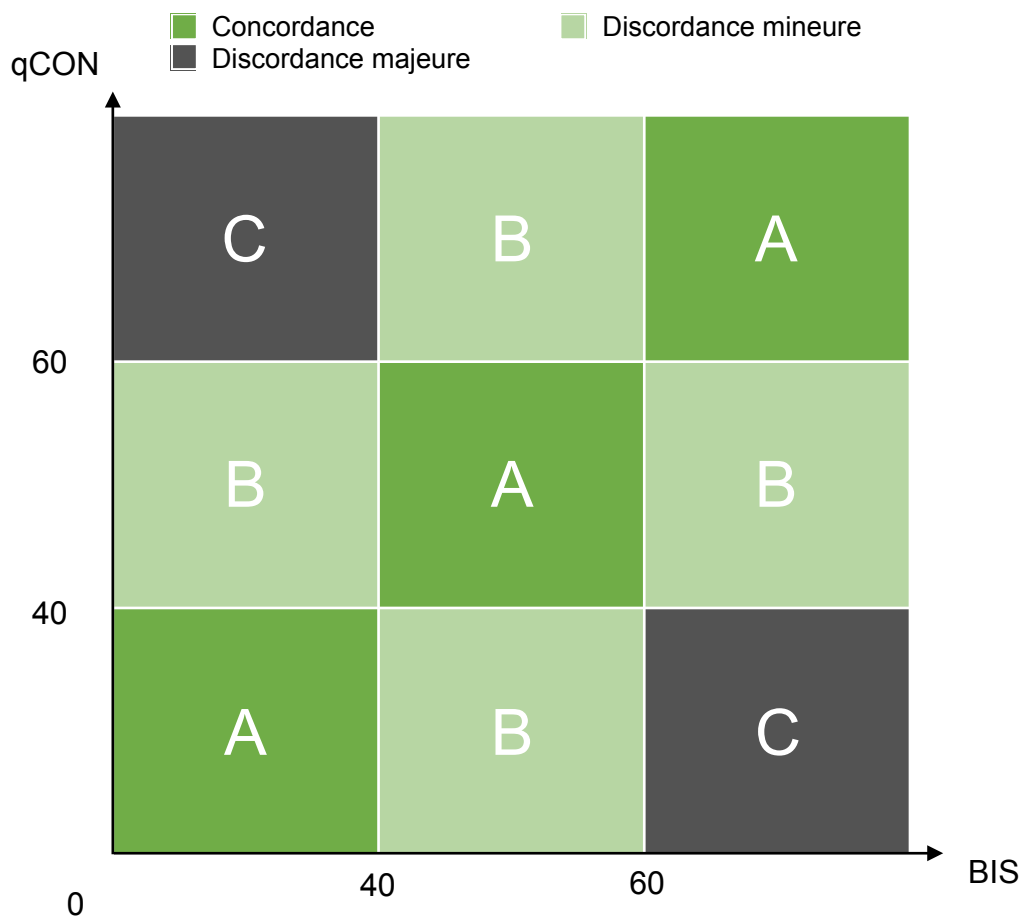 Concordance Discordance mineure
Discordance majeure
qCON
C B A
60
B A B
40
A B C
BIS
0 40 60